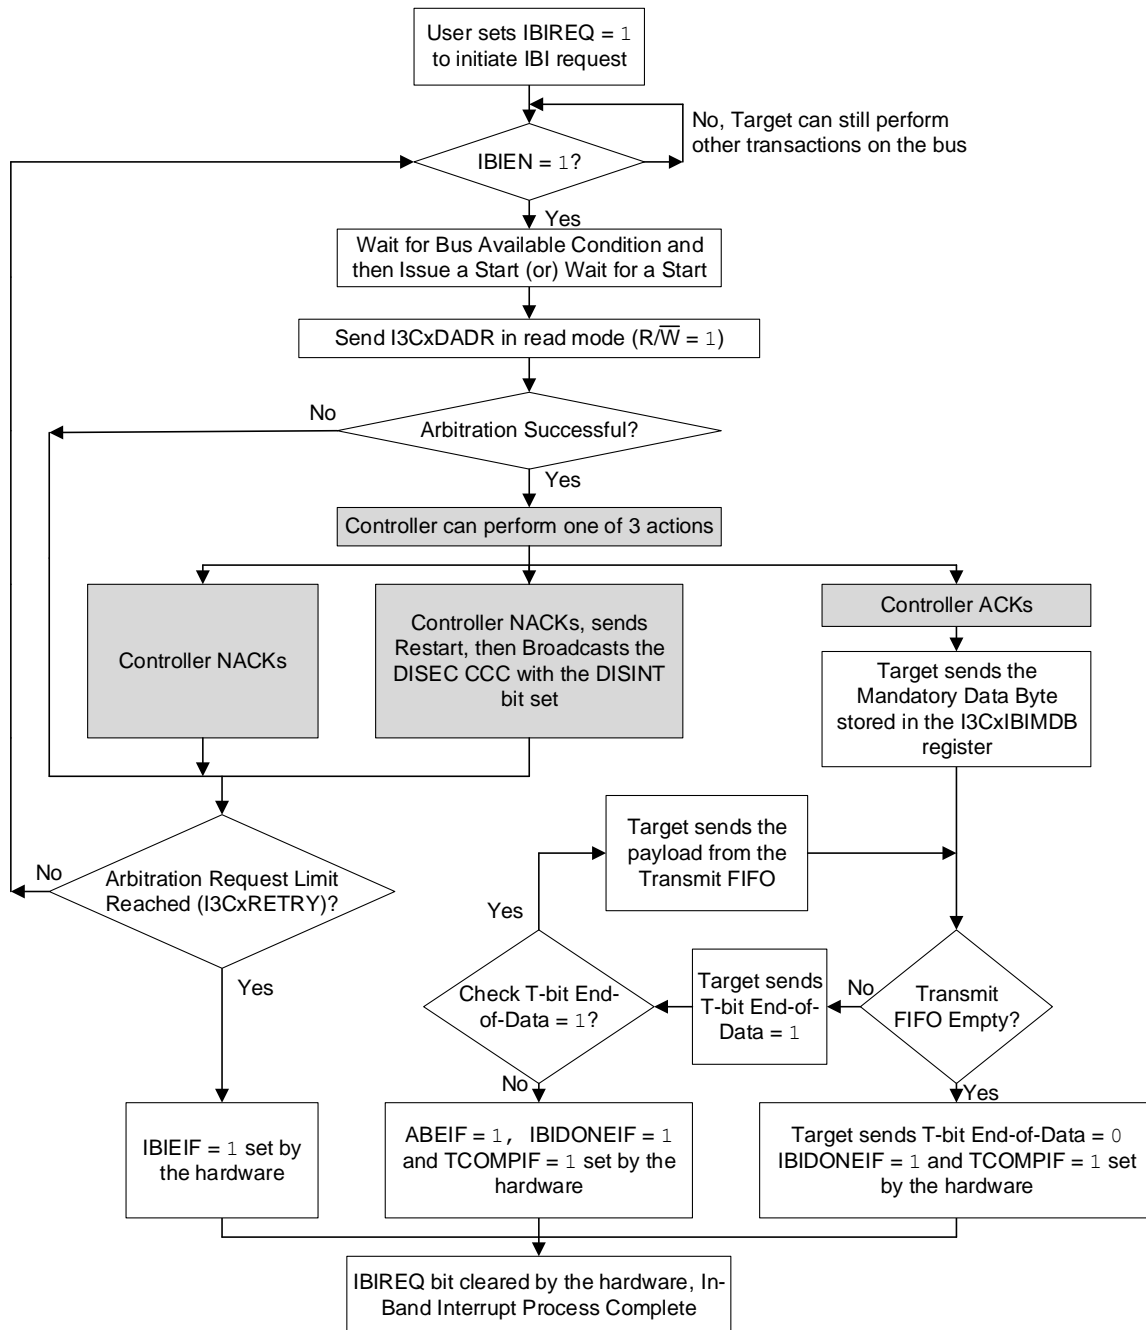 User sets IBIREQ = 1
to initiate IBI request
No, Target can still perform
other transactions on the bus
IBIEN = 1?
Yes
Wait for Bus Available Condition and
then Issue a Start (or) Wait for a Start
Send I3CxDADR in read mode (R/W̅ = 1)
No
Arbitration Successful?
Yes
Controller can perform one of 3 actions
Controller NACKs
Controller NACKs, sends
Restart, then Broadcasts the
DISEC CCC with the DISINT
bit set
Controller ACKs
Target sends the
Mandatory Data Byte
stored in the I3CxIBIMDB
register
Target sends the
payload from the
Transmit FIFO
No
Arbitration Request Limit
Reached (I3CxRETRY)?
Yes
Yes
Check T-bit End-
of-Data = 1?
Target sends
T-bit End-of-
Data = 1
No
Transmit
FIFO Empty?
No
Yes
IBIEIF = 1 set by
the hardware
ABEIF = 1, IBIDONEIF = 1
and TCOMPIF = 1 set by the
hardware
Target sends T-bit End-of-Data = 0
IBIDONEIF = 1 and TCOMPIF = 1 set
by the hardware
IBIREQ bit cleared by the hardware, In-
Band Interrupt Process Complete